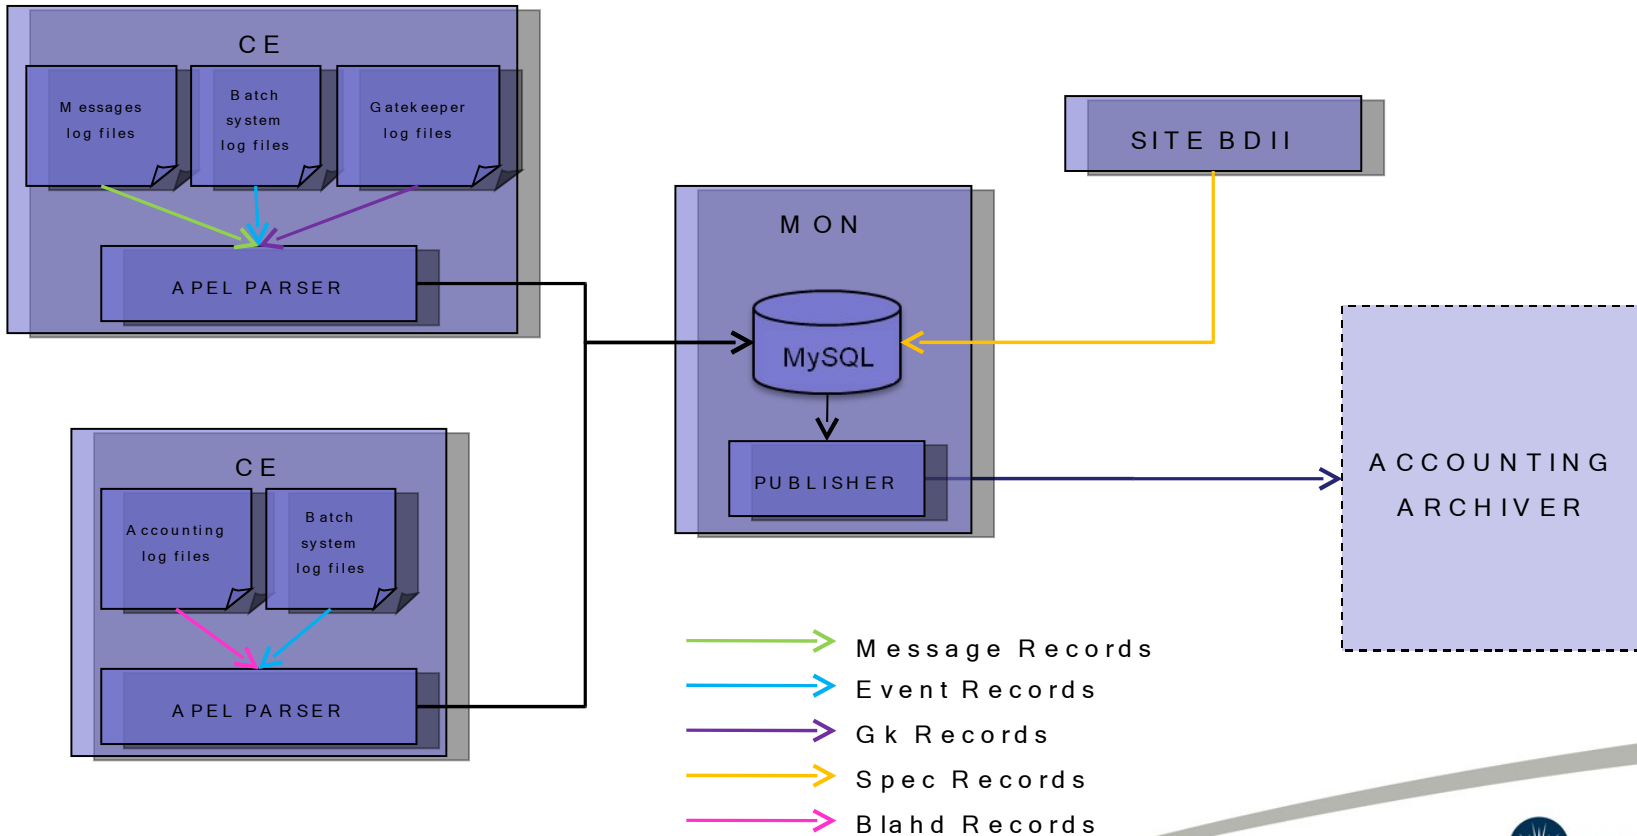 CE
Messages
log files
Batch
system
log files
Gatekeeper
log files
APEL PARSER
SITE BDII
MON
MySQL
PUBLISHER
ACCOUNTING
ARCHIVER
CE
Accounting
log files
Batch
system
log files
APEL PARSER
Message Records
Event Records
Gk Records
Spec Records
Blahd Records